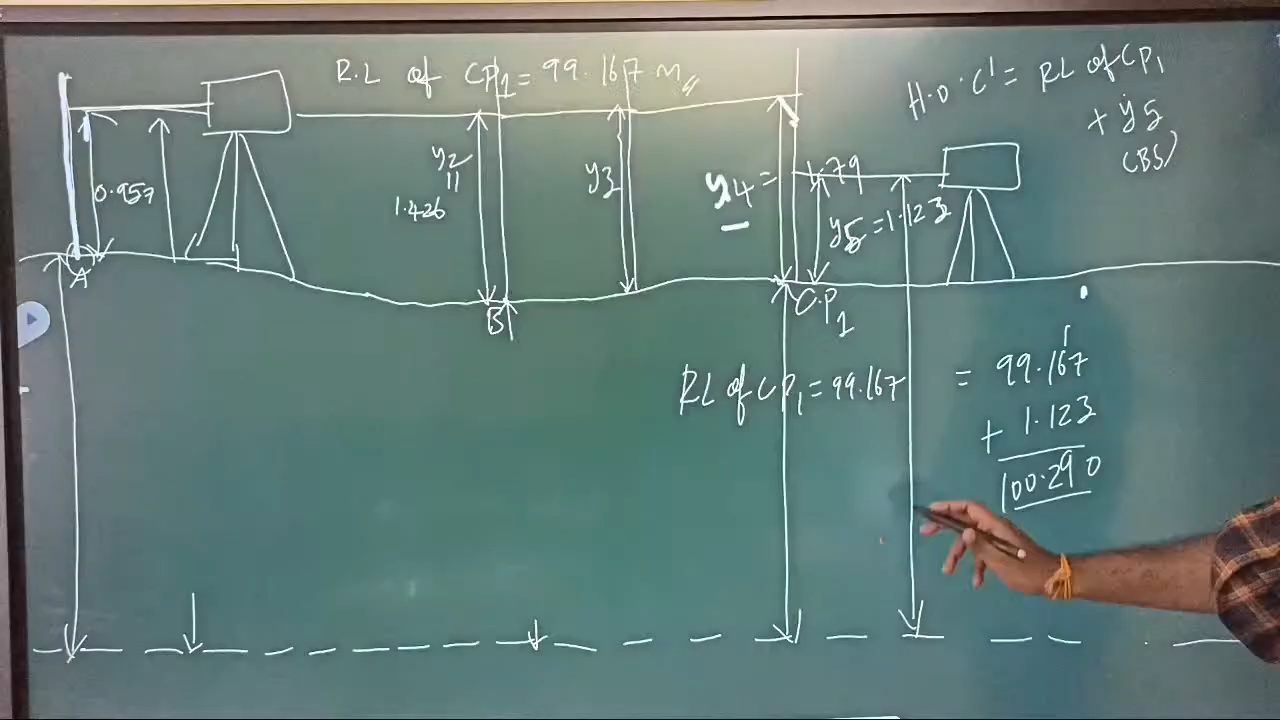 R.L of CP1 = 99.167 m
H.O.C' = RL of CP1
+ y5
(BS)
0.957
y2
11
1.426
y3
y4 = 1.79
y5 = 1.123
A
B
C.P1
RL of CP1 = 99.167
= 99.167
+ 1.123
100.290